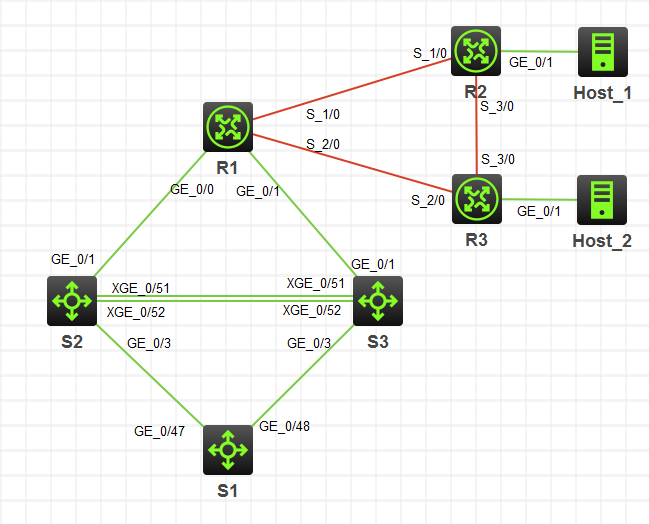 S_1/0
GE_0/1
R2
Host_1
S_3/0
S_1/0
R1
S_2/0
S_3/0
GE_0/0
GE_0/1
S_2/0
GE_0/1
R3
Host_2
GE_0/1
GE_0/1
XGE_0/51
XGE_0/51
XGE_0/52
XGE_0/52
S2
GE_0/3
GE_0/3
S3
GE_0/47
GE_0/48
S1